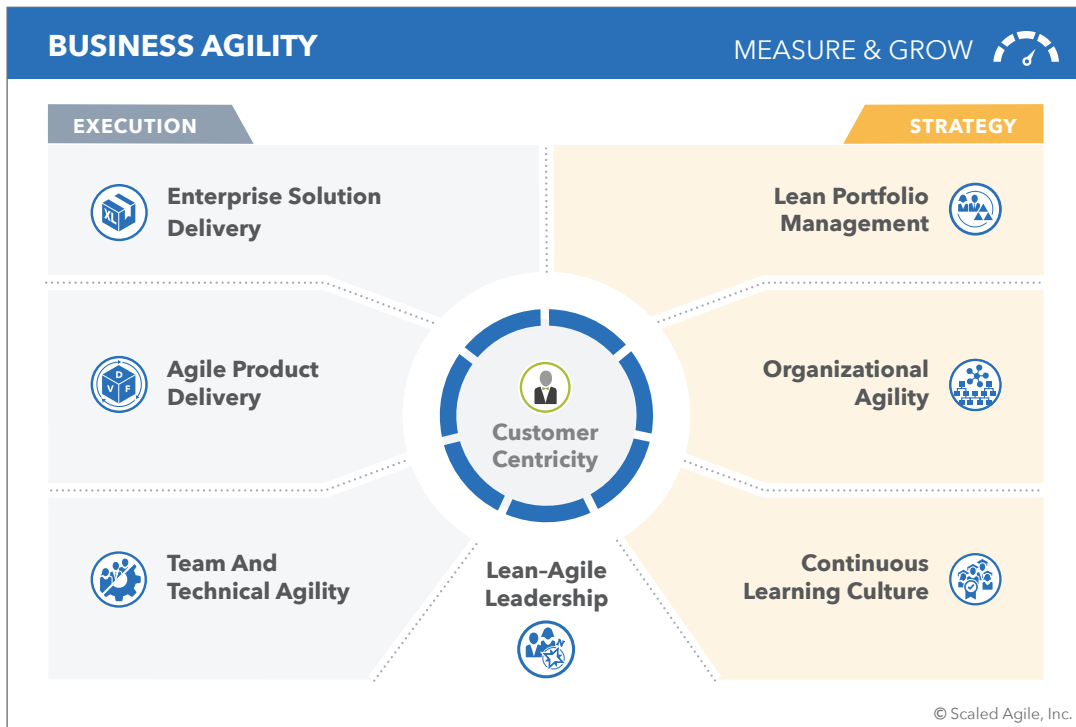 BUSINESS AGILITY
MEASURE & GROW
EXECUTION
STRATEGY
Enterprise Solution
Delivery
XL
Lean Portfolio
Management
Agile Product
Delivery
D
V F
Organizational
Agility
Customer
Centricity
Team And
Technical Agility
Lean–Agile
Leadership
N
Continuous
Learning Culture
© Scaled Agile, Inc.